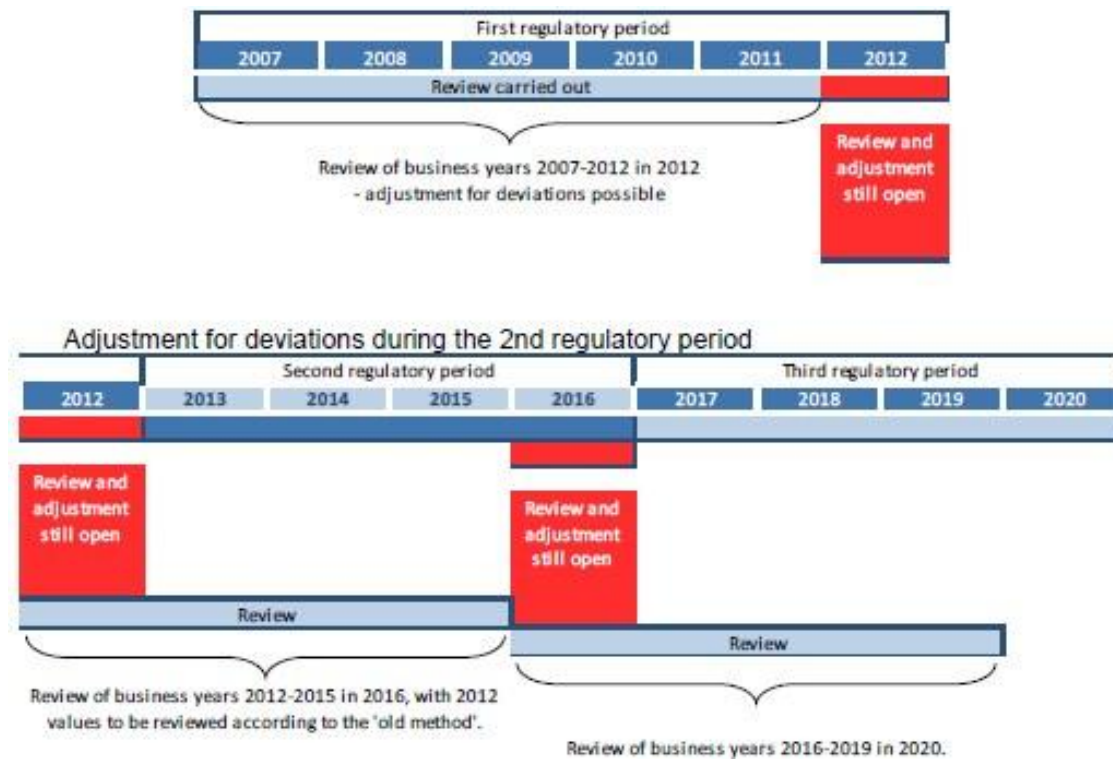 First regulatory period
2007 2008 2009 2010 2011 2012
Review carried out
Review of business years 2007-2012 in 2012
- adjustment for deviations possible
Review and
adjustment
still open
Adjustment for deviations during the 2nd regulatory period
Second regulatory period Third regulatory period
2012 2013 2014 2015 2016 2017 2018 2019 2020
Review and
adjustment
still open
Review and
adjustment
still open
Review
Review
Review of business years 2012-2015 in 2016, with 2012
values to be reviewed according to the 'old method'.
Review of business years 2016-2019 in 2020.